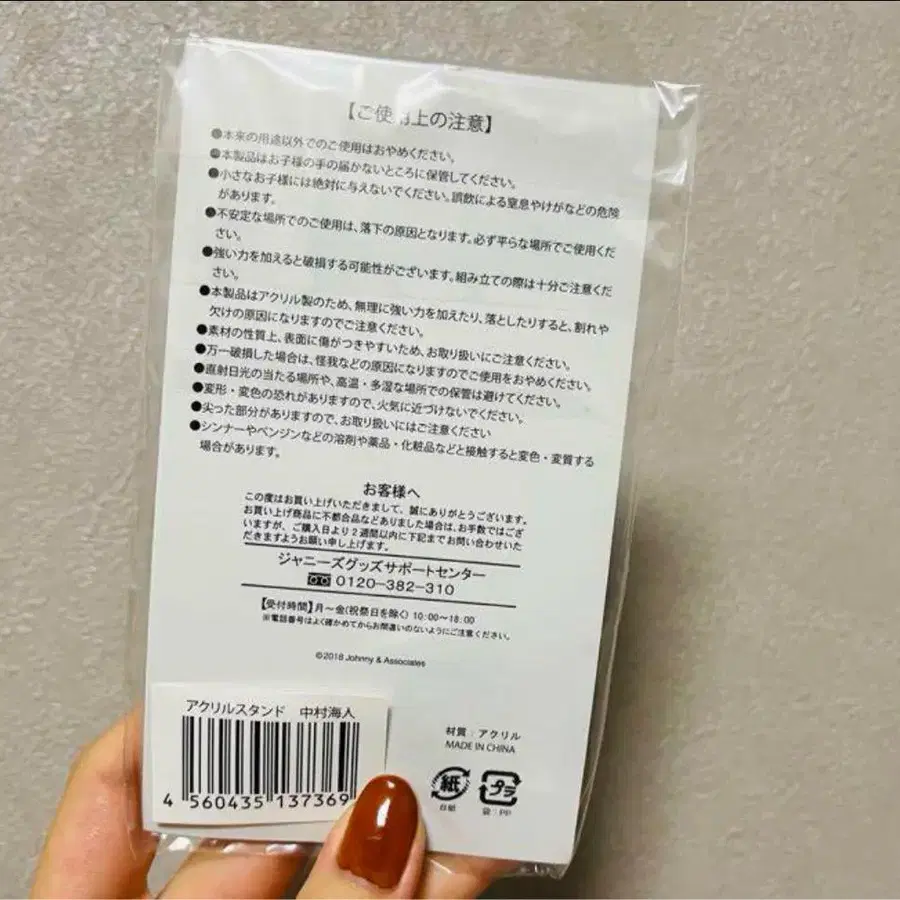 【ご使用上の注意】
●本来の用途以外でのご使用はおやめください。
●本製品はお子様の手の届かないところに保管してください。
●小さなお子様には絶対に与えないでください。誤飲による窒息やけがなどの危険
があります。
●不安定な場所でのご使用は、落下の原因となります。必ず平らな場所でご使用くだ
さい。
●強い力を加えると破損する可能性がございます。組み立ての際は十分ご注意くだ
さい。
●本製品はアクリル製のため、無理に強い力を加えたり、落としたりすると、割れや
欠けの原因になりますのでご注意ください。
●素材の性質上、表面に傷がつきやすいため、お取り扱いにご注意ください。
●万一破損した場合は、怪我などの原因になりますのでご使用をおやめください。
●直射日光の当たる場所や、高温・多湿な場所での保管は避けてください。
●変形・変色の恐れがありますので、火気に近づけないでください。
●尖った部分がありますので、お取り扱いにはご注意ください
●シンナーやベンジンなどの溶剤や薬品・化粧品などと接触すると変色・変質する
場合があります。
お客様へ
この度はお買い上げいただきまして、誠にありがとうございます。
お買い上げ商品に不都合品などありました場合は、お手数ではござ
いますが、ご購入日より2週間以内に下記までお問い合わせいた
だきますようお願い申し上げます。
ジャニーズグッズサポートセンター
0120-382-310
【受付時間】月〜金(祝祭日を除く) 10:00〜18:00
※電話番号はよく確かめてからお間違いのないようにご注意ください。
©2018 Johnny & Associates
アクリルスタンド 中村海人
4 560435 137369
材質：アクリル
MADE IN CHINA
紙 プラ
台紙 袋：PP